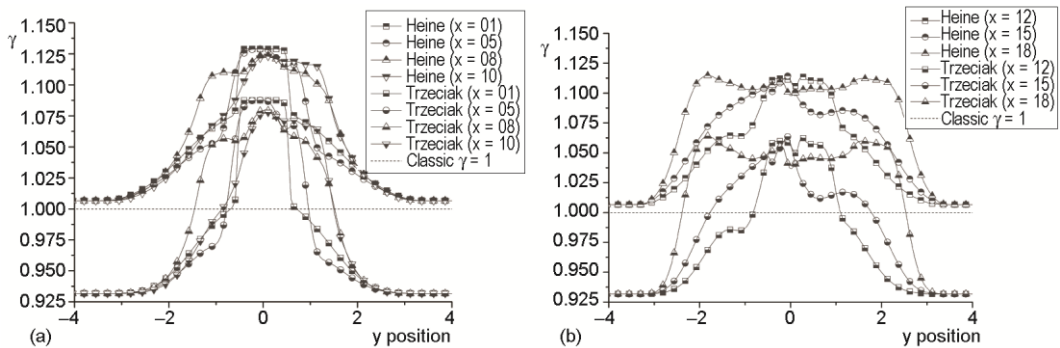 γ
1.150
1.125
1.100
1.075
1.050
1.025
1.000
0.975
0.950
0.925
−4
−2
0
2
4
(a)
y position
Heine (x = 01)
Heine (x = 05)
Heine (x = 08)
Heine (x = 10)
Trzeciak (x = 01)
Trzeciak (x = 05)
Trzeciak (x = 08)
Trzeciak (x = 10)
Classic γ = 1
γ
1.150
1.125
1.100
1.075
1.050
1.025
1.000
0.975
0.950
0.925
−4
−2
0
2
4
(b)
y position
Heine (x = 12)
Heine (x = 15)
Heine (x = 18)
Trzeciak (x = 12)
Trzeciak (x = 15)
Trzeciak (x = 18)
Classic γ = 1